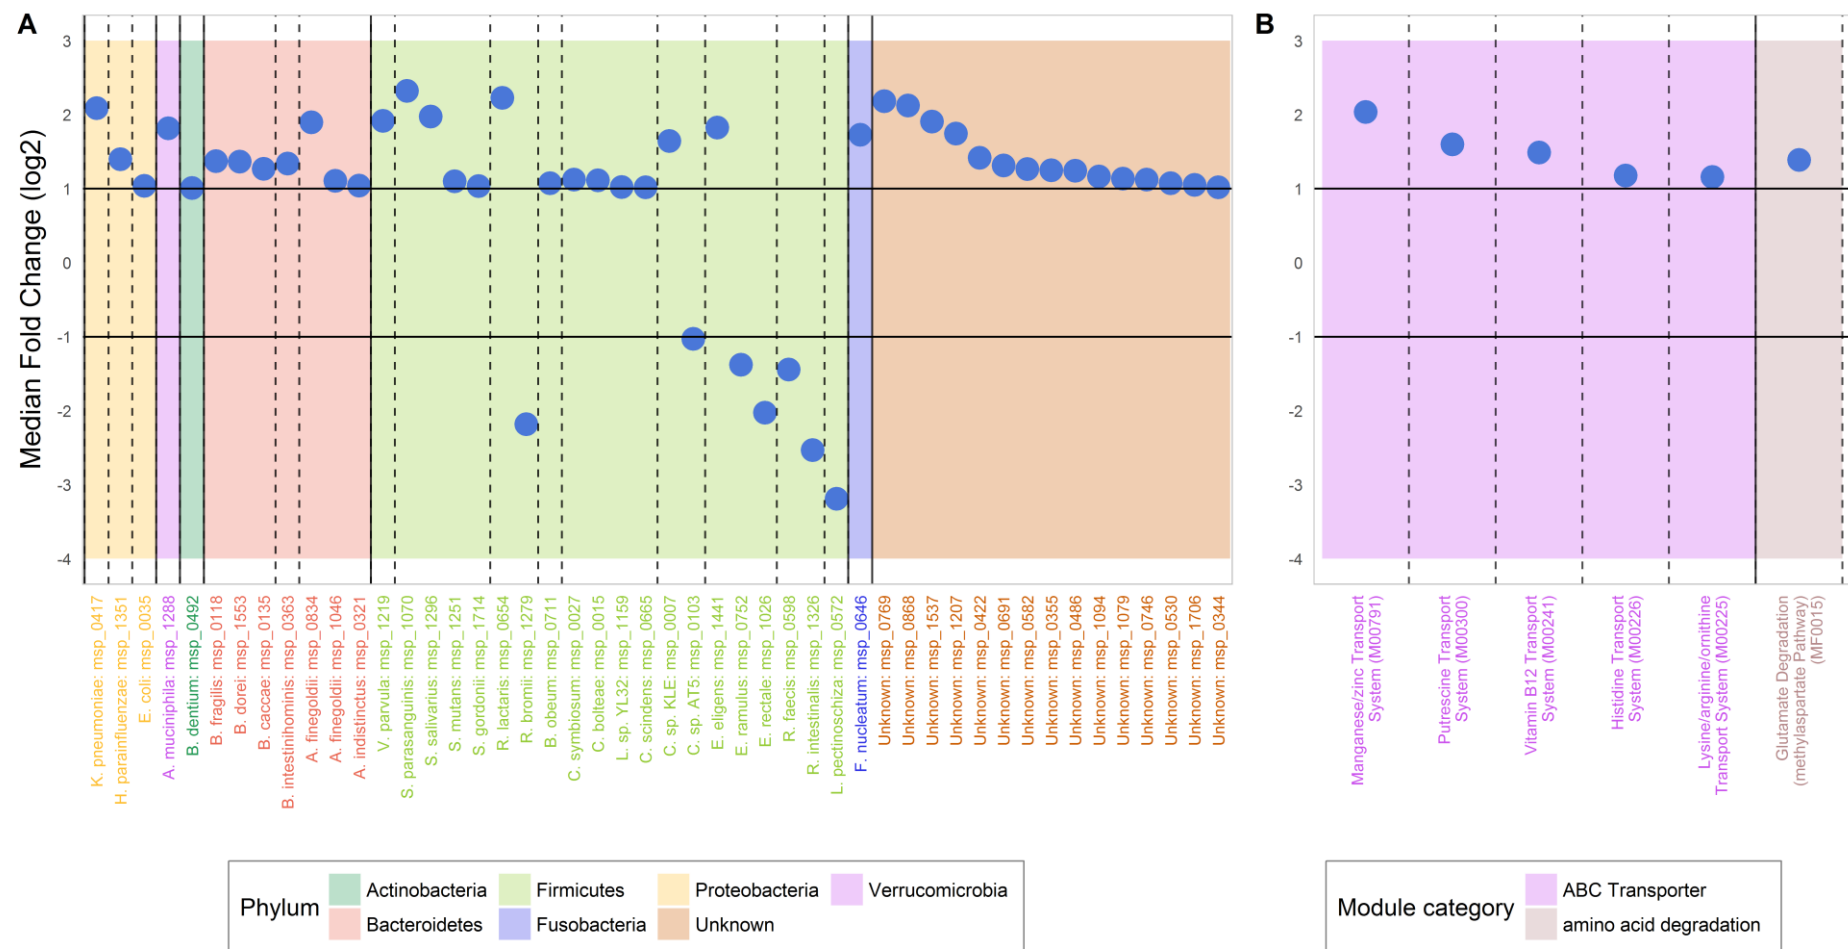 A
B
Median Fold Change (log2)
3
2
1
0
-1
-2
-3
-4
3
2
1
0
-1
-2
-3
-4
K. pneumoniae: msp_0417
H. parainfluenzae: msp_1351
E. coli: msp_0035
A. muciniphila: msp_1288
B. dentium: msp_0492
B. fragilis: msp_0118
B. dorei: msp_1553
B. caccae: msp_0135
B. intestinihominis: msp_0363
A. finegoldii: msp_0834
A. finegoldii: msp_1046
A. indistinctus: msp_0321
V. parvula: msp_1219
S. parasanguinis: msp_1070
S. salivarius: msp_1296
S. mutans: msp_1251
S. gordonii: msp_1714
R. lactaris: msp_0654
R. bromii: msp_1279
B. obeum: msp_0711
C. symbiosum: msp_0027
C. bolteae: msp_0015
L. sp. YL32: msp_1159
C. scindens: msp_0665
C. sp. KLE: msp_0007
C. sp. AT5: msp_0103
E. eligens: msp_1441
E. ramulus: msp_0752
E. rectale: msp_1026
R. faecis: msp_0598
R. intestinalis: msp_1326
L. pectinoschiza: msp_0572
F. nucleatum: msp_0646
Unknown: msp_0769
Unknown: msp_0868
Unknown: msp_1537
Unknown: msp_1207
Unknown: msp_0422
Unknown: msp_0691
Unknown: msp_0582
Unknown: msp_0355
Unknown: msp_0486
Unknown: msp_1094
Unknown: msp_1079
Unknown: msp_0746
Unknown: msp_0530
Unknown: msp_1706
Unknown: msp_0344
Manganese/zinc Transport
System (M00791)
Putrescine Transport
System (M00300)
Vitamin B12 Transport
System (M00241)
Histidine Transport
System (M00226)
Lysine/arginine/ornithine
Transport System (M00225)
Glutamate Degradation
(methylaspartate Pathway)
(MF0015)
Phylum
Actinobacteria
Firmicutes
Proteobacteria
Verrucomicrobia
Bacteroidetes
Fusobacteria
Unknown
Module category
ABC Transporter
amino acid degradation